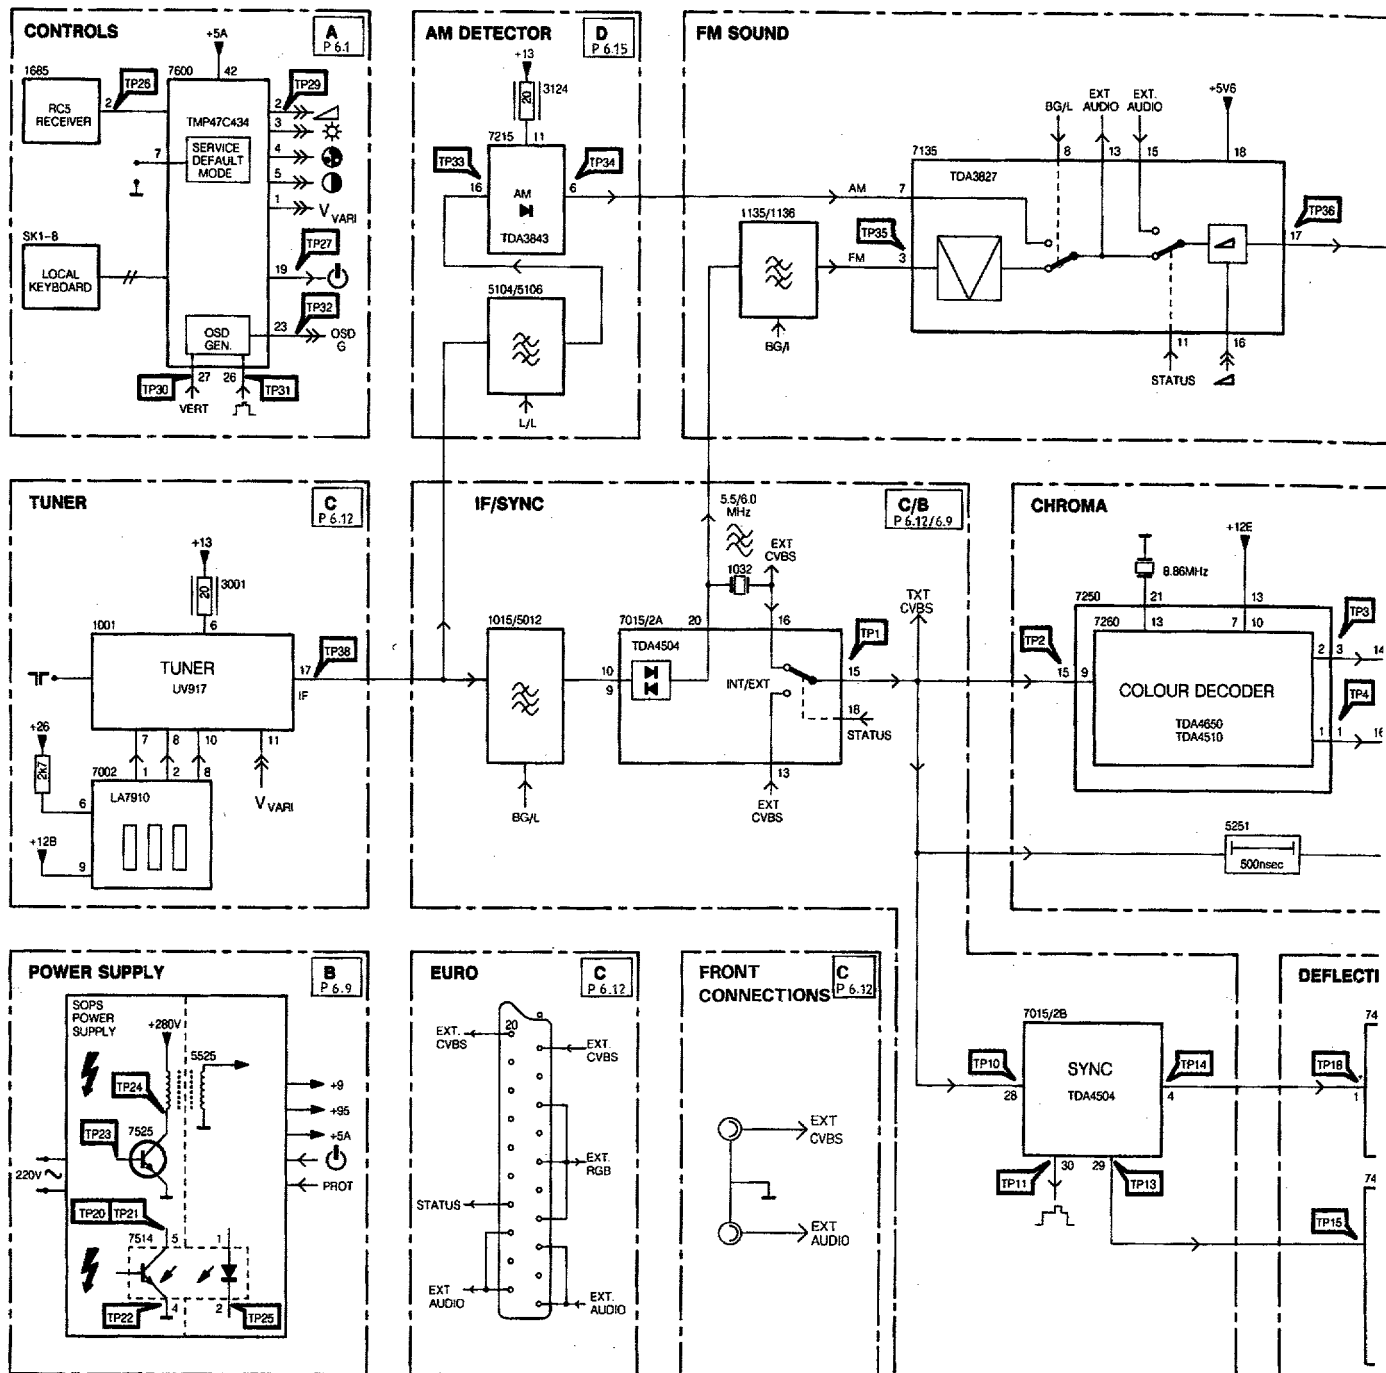 CONTROLS
A
P 6.1
+5A
1685
TP26
7600
42
TP29
2
RC5
RECEIVER
TMP47C434
2
3
7
SERVICE
DEFAULT
MODE
4
5
1
V VARI
SK1-8
TP27
LOCAL
KEYBOARD
19
TP32
OSD
GEN.
23
OSD
G
TP30
27
26
TP31
VERT
AM DETECTOR
D
P 6.15
+13
20
3124
7215
11
TP33
TP34
16
AM
6
TDA3843
5104/5106
L/L
FM SOUND
BG/L
EXT
AUDIO
EXT.
AUDIO
+5V6
7135
8
13
15
18
TDA3827
AM
7
1135/1136
TP35
TP36
17
FM
3
BG/I
11
16
STATUS
TUNER
C
P 6.12
+13
20
3001
1001
6
TUNER
UV917
17
TP38
IF
+26
2k7
7
8
10
11
7002
1
2
8
LA7910
V VARI
6
+12B
9
IF/SYNC
C/B
P 6.12/6.9
5.5/6.0
MHz
EXT
CVBS
1032
TXT
CVBS
1015/5012
7015/2A
20
16
TP1
TDA4504
10
9
INT/EXT
15
18
STATUS
13
EXT
CVBS
BG/L
CHROMA
+12E
8.86MHz
7250
21
13
7260
13
7
10
TP2
TP3
15
9
2
3
14
COLOUR DECODER
TDA4650
TDA4510
TP4
1
1
16
5251
500nsec
POWER SUPPLY
B
P 6.9
SOPS
POWER
SUPPLY
+280V
5525
TP24
+9
+95
TP23
7525
+5A
220V
PROT
TP20
TP21
7514
5
1
4
2
TP22
TP25
EURO
C
P 6.12
20
EXT.
CVBS
EXT.
CVBS
EXT.
RGB
STATUS
EXT
AUDIO
EXT.
AUDIO
FRONT
CONNECTIONS
C
P 6.12
EXT
CVBS
EXT
AUDIO
7015/2B
TP10
SYNC
TP14
28
TDA4504
4
30
29
TP11
TP13
DEFLECTI
74
TP18
1
74
TP15